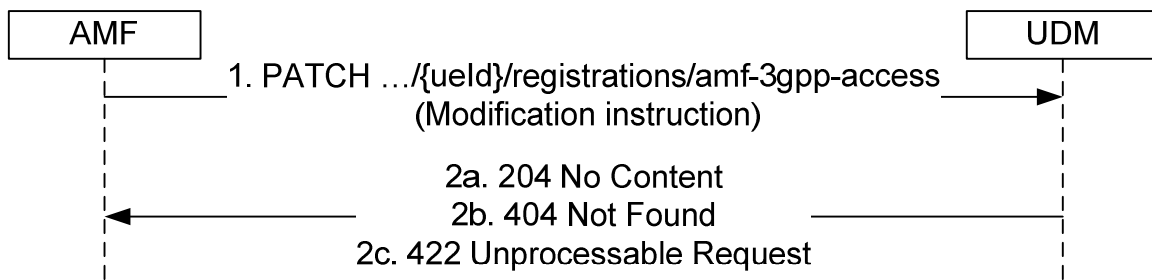 AMF
UDM
1. PATCH …/{ueId}/registrations/amf-3gpp-access
(Modification instruction)
2a. 204 No Content
2b. 404 Not Found
2c. 422 Unprocessable Request